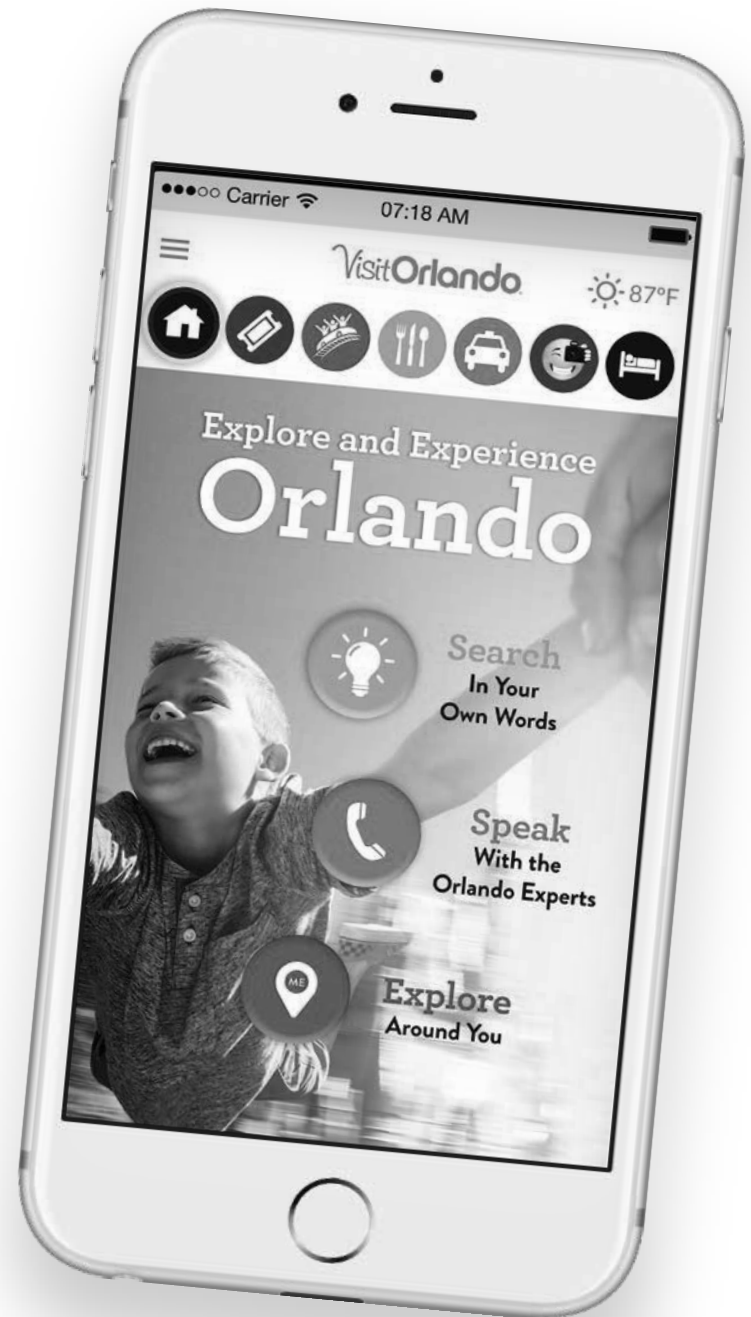 Carrier
07:18 AM
VisitOrlando
87°F
Explore and Experience
Orlando
Search
In Your
Own Words
Speak
With the
Orlando Experts
ME
Explore
Around You